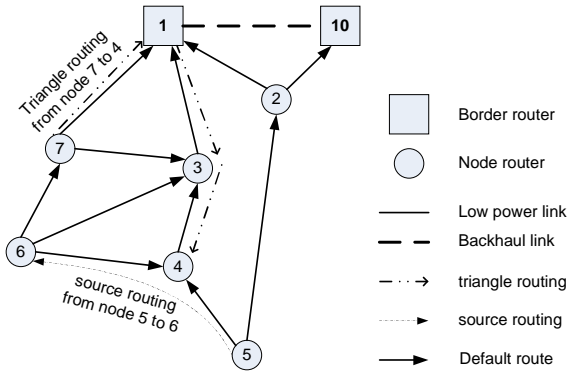 1
10
Triangle routing
from node 7 to 4
2
7
3
6
4
source routing
from node 5 to 6
5
Border router
Node router
Low power link
Backhaul link
triangle routing
source routing
Default route